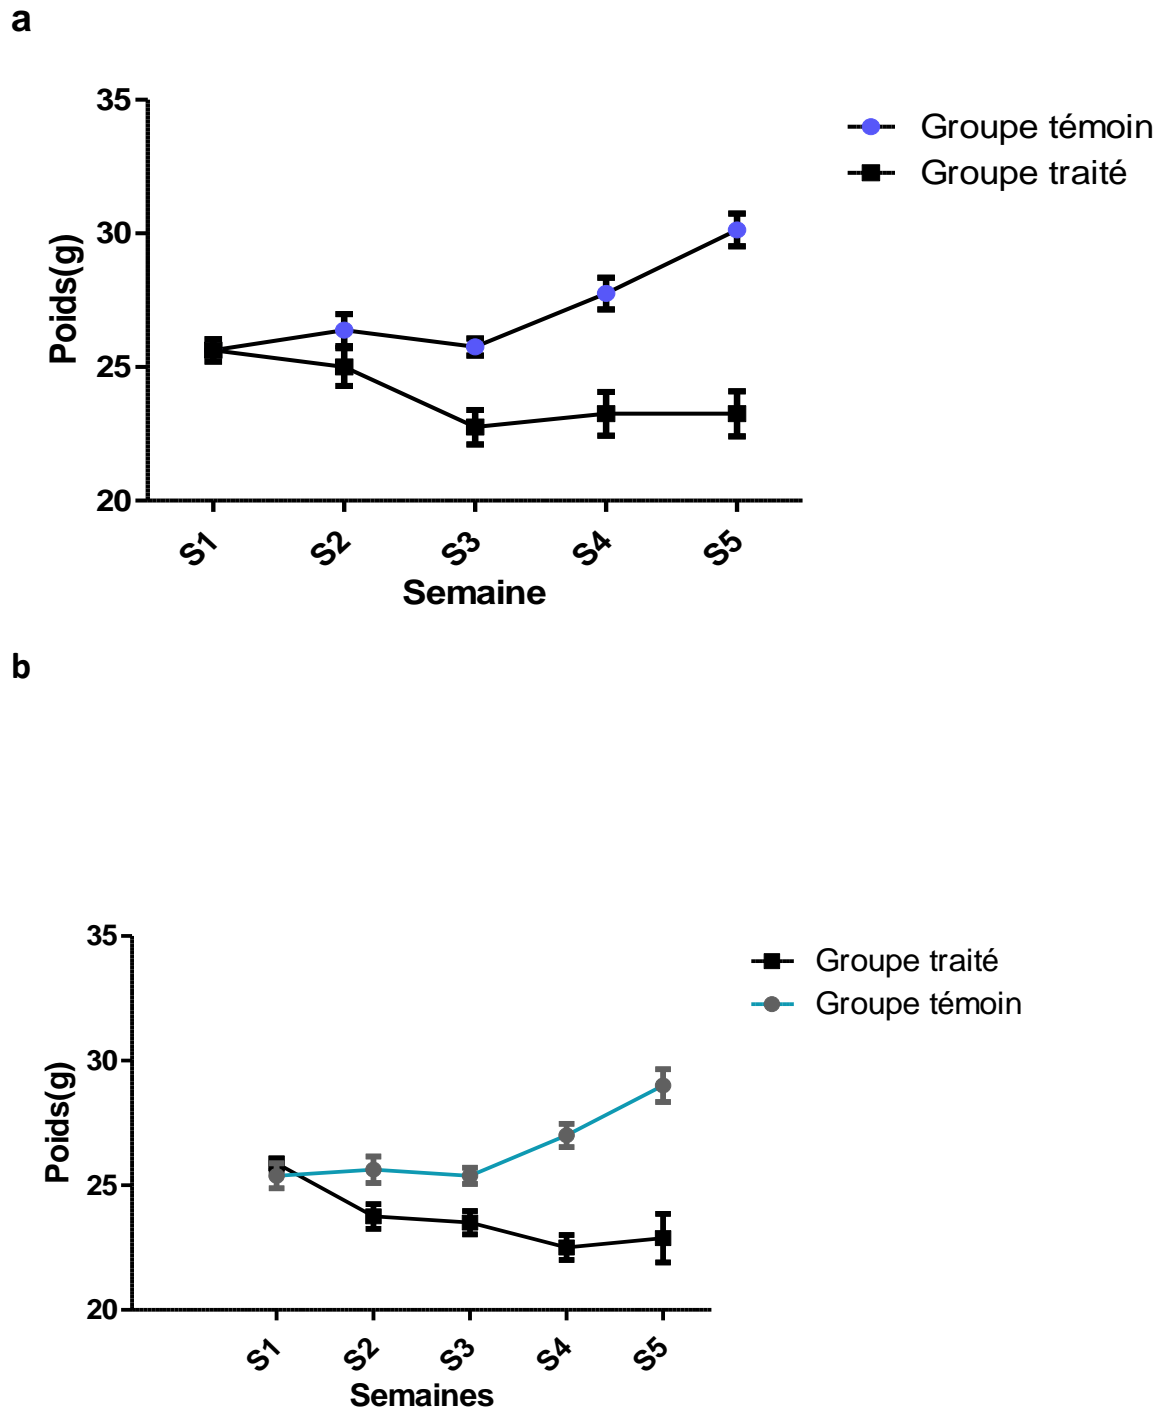 a
35
30
25
20
Poids(g)
S1
S2
S3
S4
S5
Semaine
Groupe témoin
Groupe traité
b
35
30
25
20
Poids(g)
S1
S2
S3
S4
S5
Semaines
Groupe traité
Groupe témoin